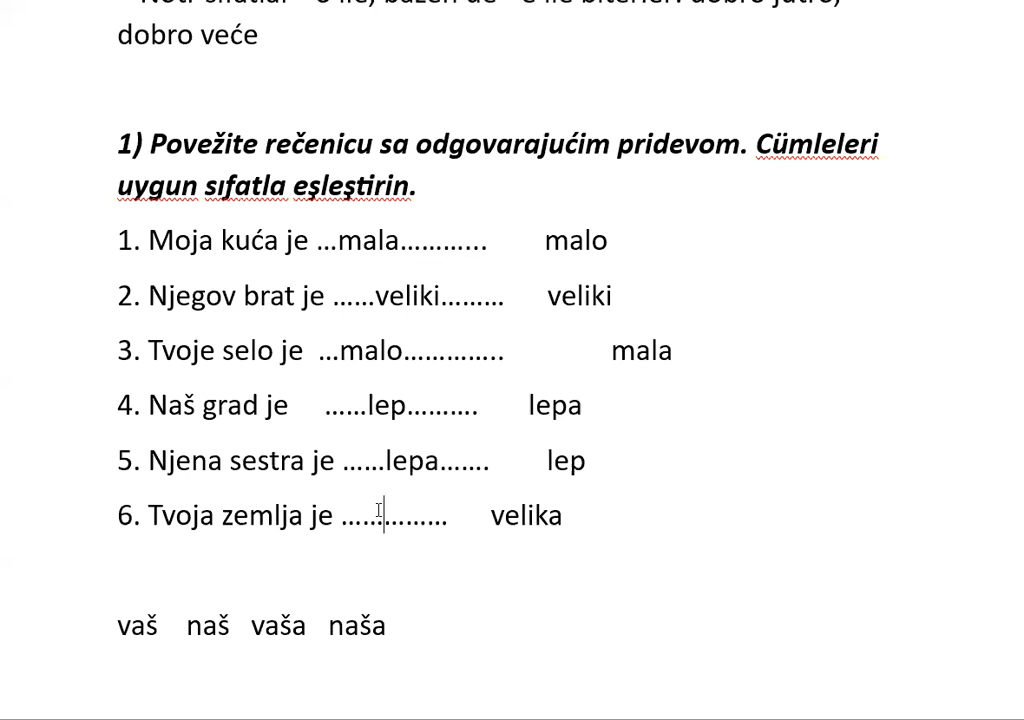 dobro veče
1) Povežite rečenicu sa odgovarajućim pridevom. Cümleleri
uygun sıfatla eşleştirin.
1. Moja kuća je …mala………... malo
2. Njegov brat je ……veliki……… veliki
3. Tvoje selo je …malo………….. mala
4. Naš grad je ……lep………. lepa
5. Njena sestra je ……lepa……. lep
6. Tvoja zemlja je …………… velika
vaš naš vaša naša